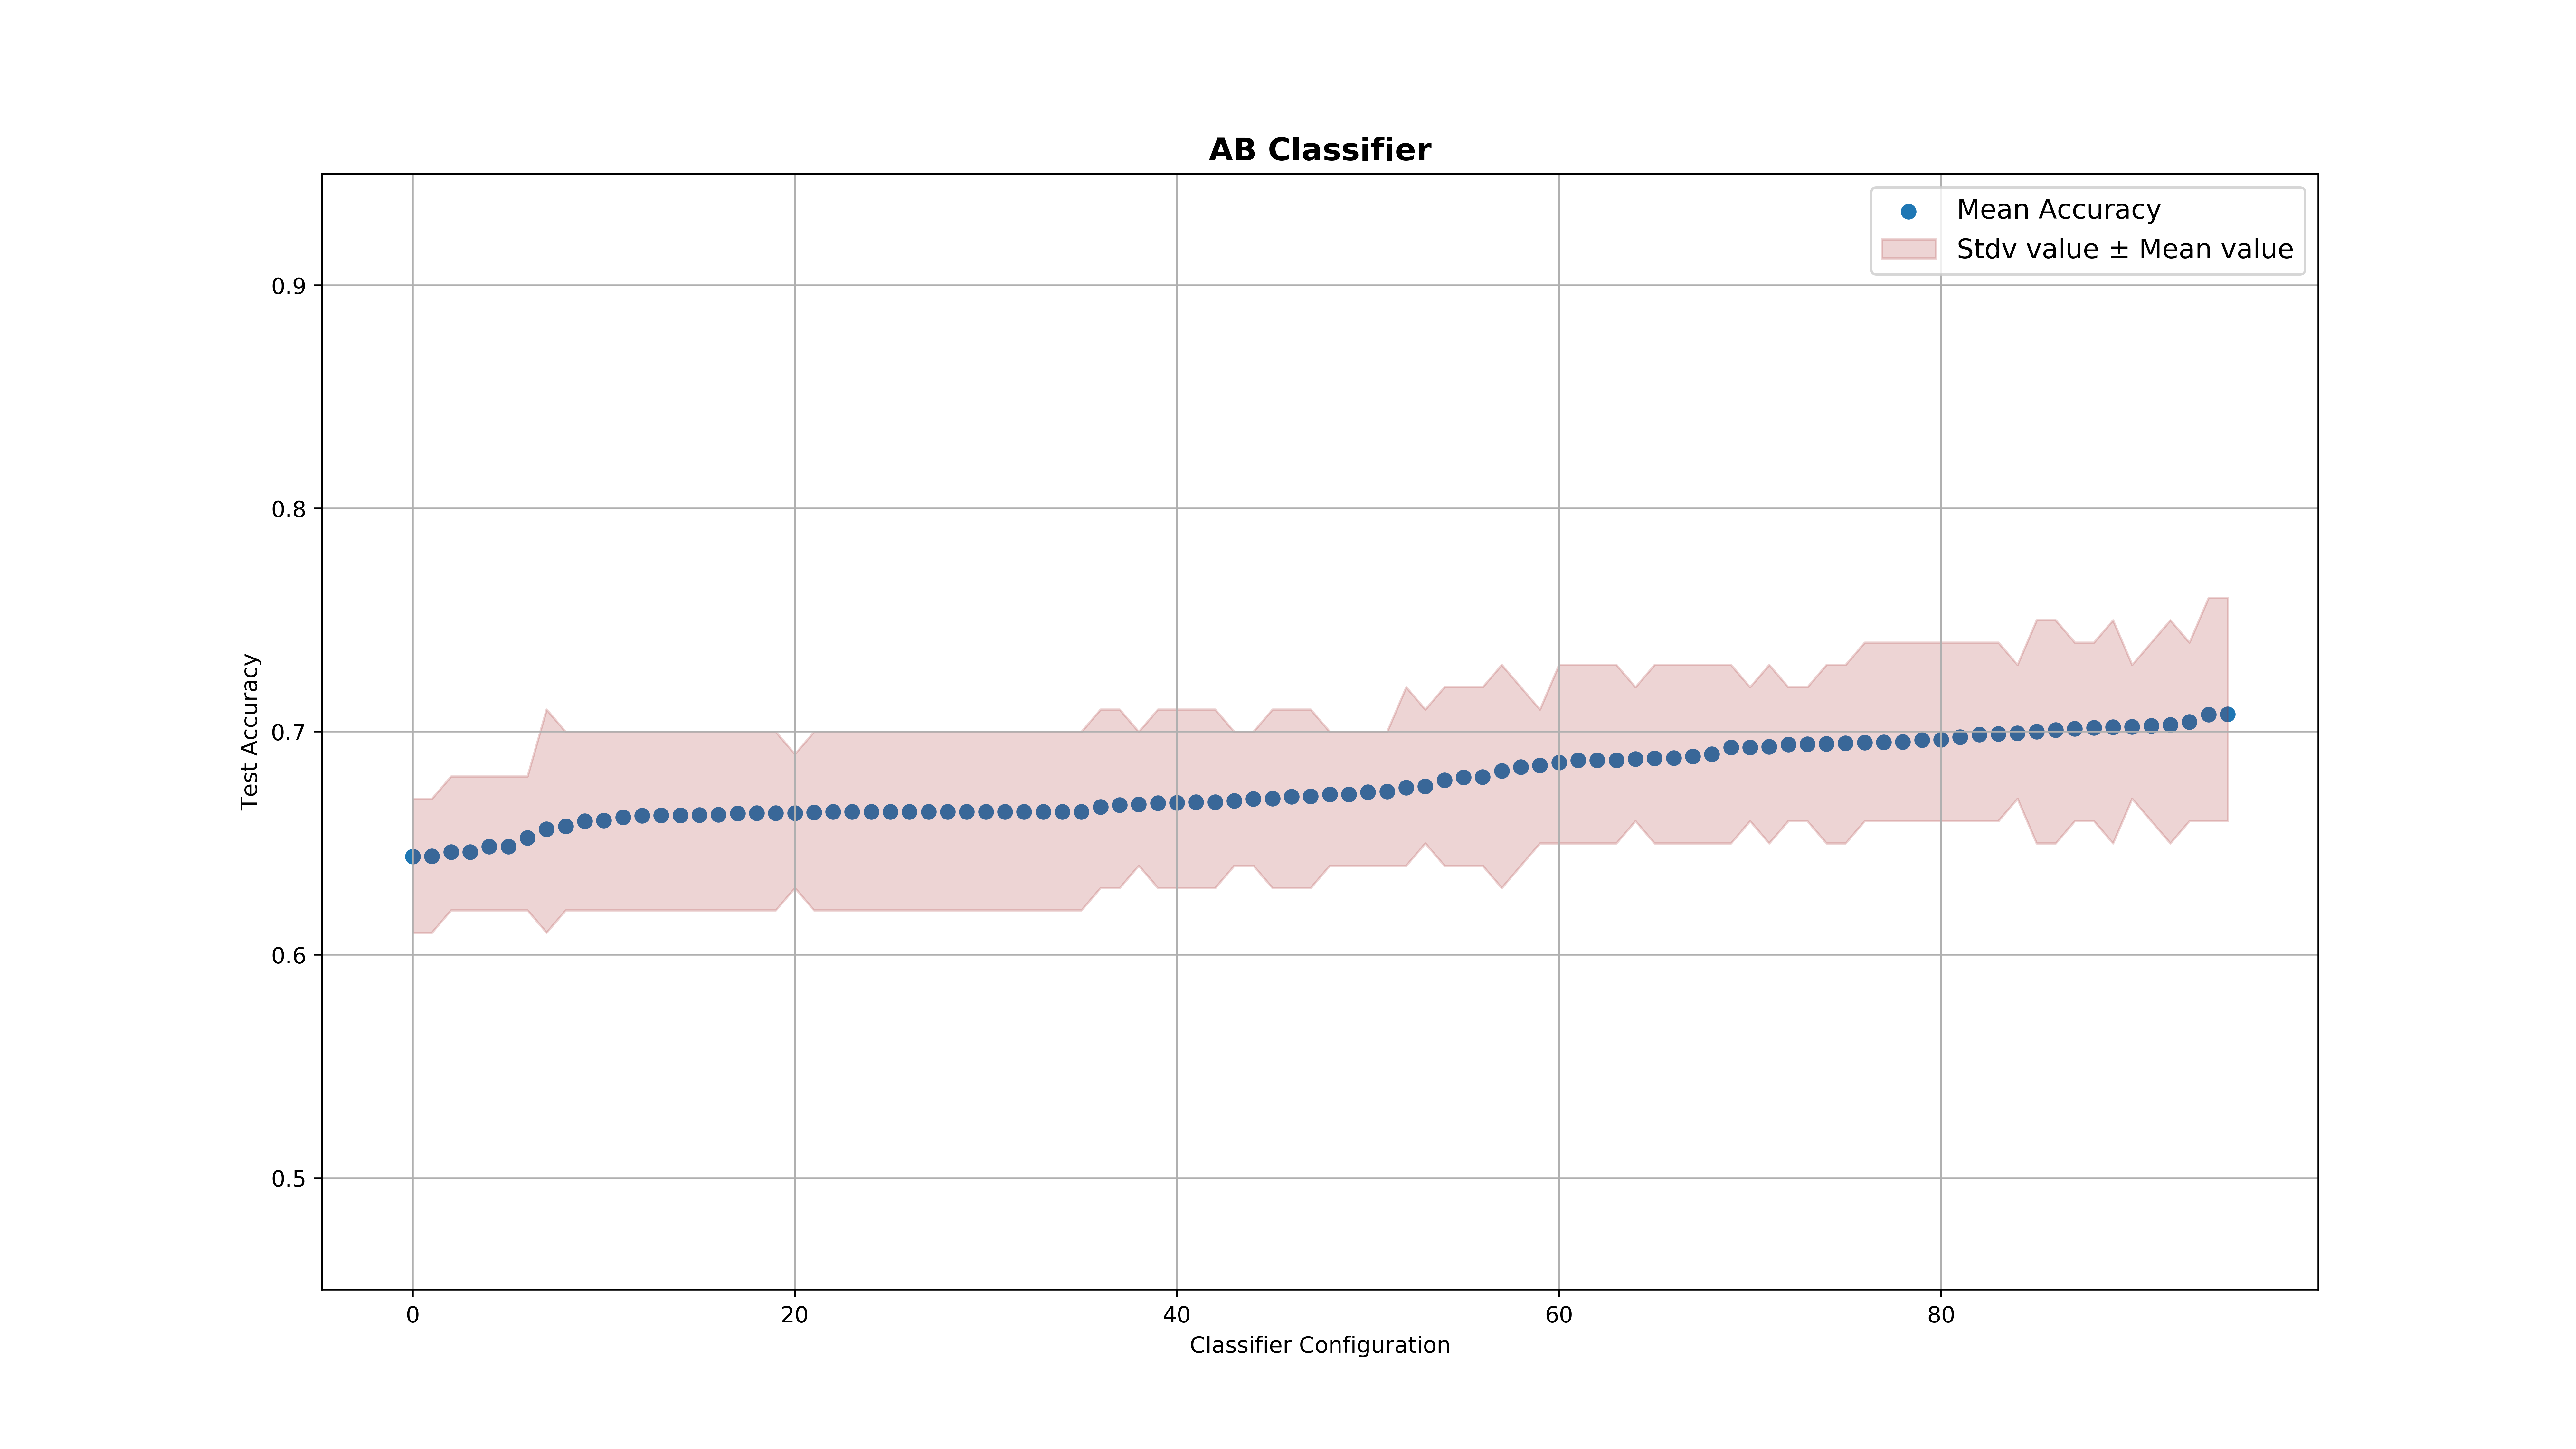 AB Classifier
Mean Accuracy
Stdv value ± Mean value
Test Accuracy
0.9
0.8
0.7
0.6
0.5
0 20 40 60 80
Classifier Configuration